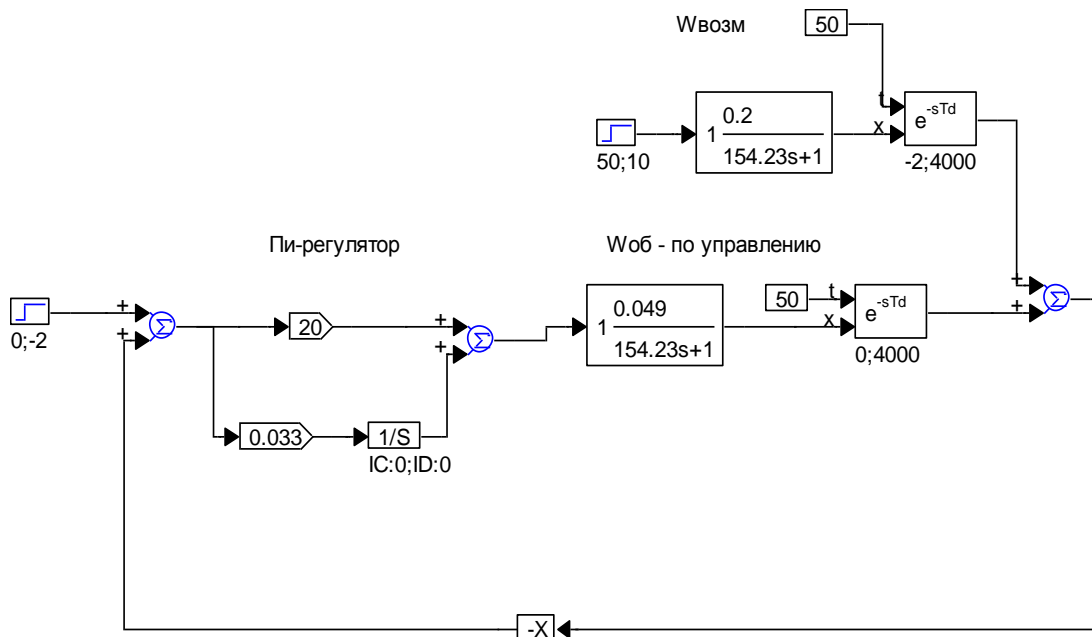 Wвозм
50
t
e^-sTd
1 0.2
154.23s+1
x
50;10
-2;4000
Пи-регулятор
Wоб - по управлению
0;-2
+
+
Σ
20
+
+
Σ
1 0.049
154.23s+1
50
t
x
e^-sTd
0;4000
+
+
Σ
0.033
1/S
IC:0;ID:0
-X